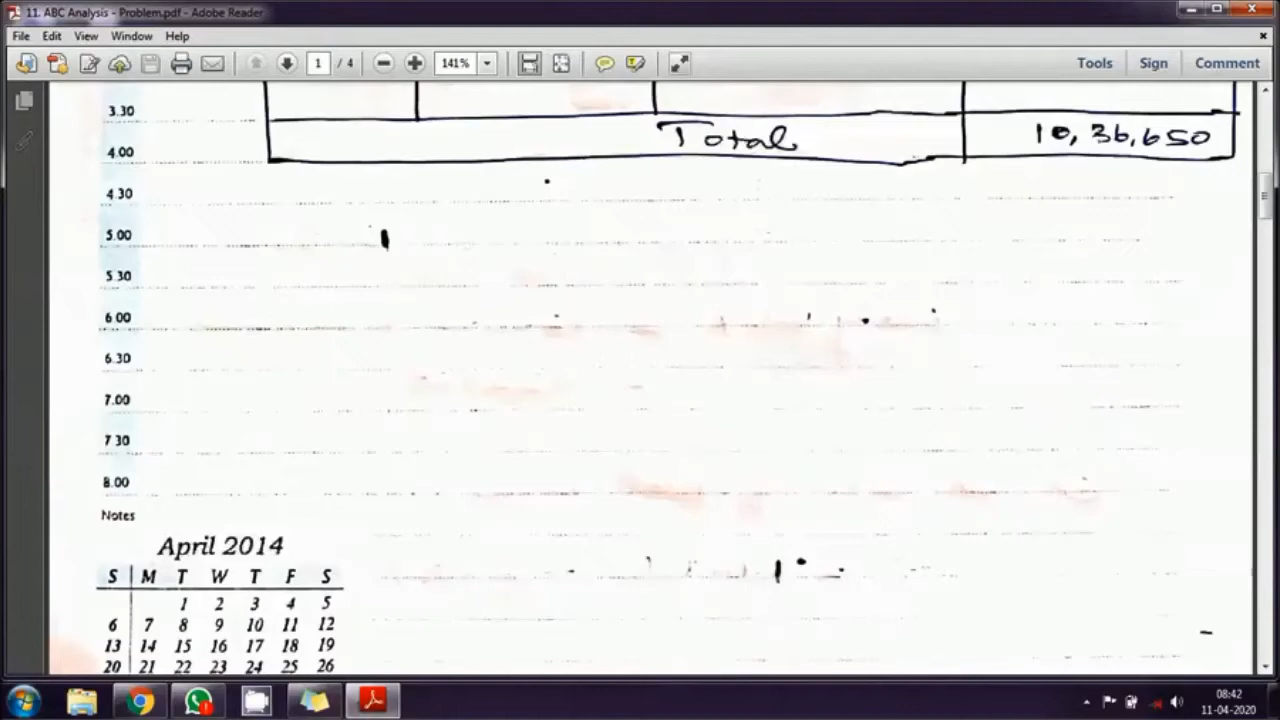 11. ABC Analysis - Problem.pdf - Adobe Reader
File Edit View Window Help
1 / 4 141% Tools Sign Comment
3.30
Total 10,36,650
4.00
4.30
5.00
5.30
6.00
6.30
7.00
7.30
8.00
Notes
April 2014
S M T W T F S
1 2 3 4 5
6 7 8 9 10 11 12
13 14 15 16 17 18 19
20 21 22 23 24 25 26
08:42
11-04-2020